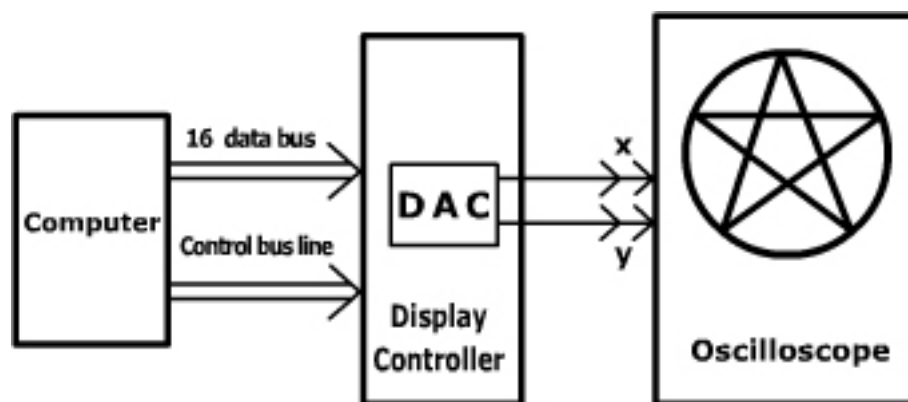 16 data bus
Computer
Control bus line
DAC
Display
Controller
x
y
Oscilloscope